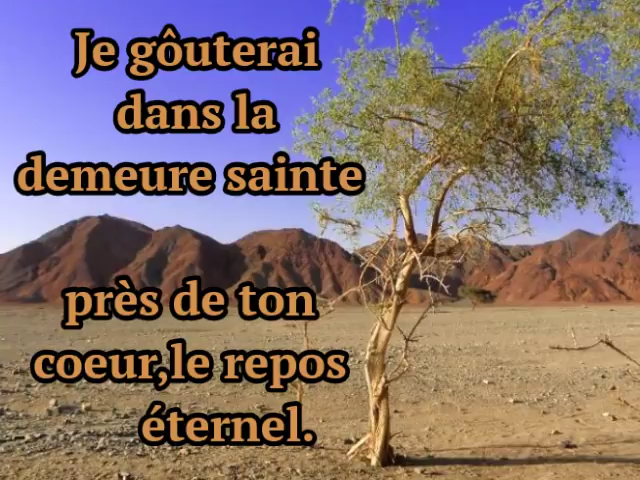 Je gôuterai
dans la
demeure sainte
près de ton
coeur,le repos
éternel.